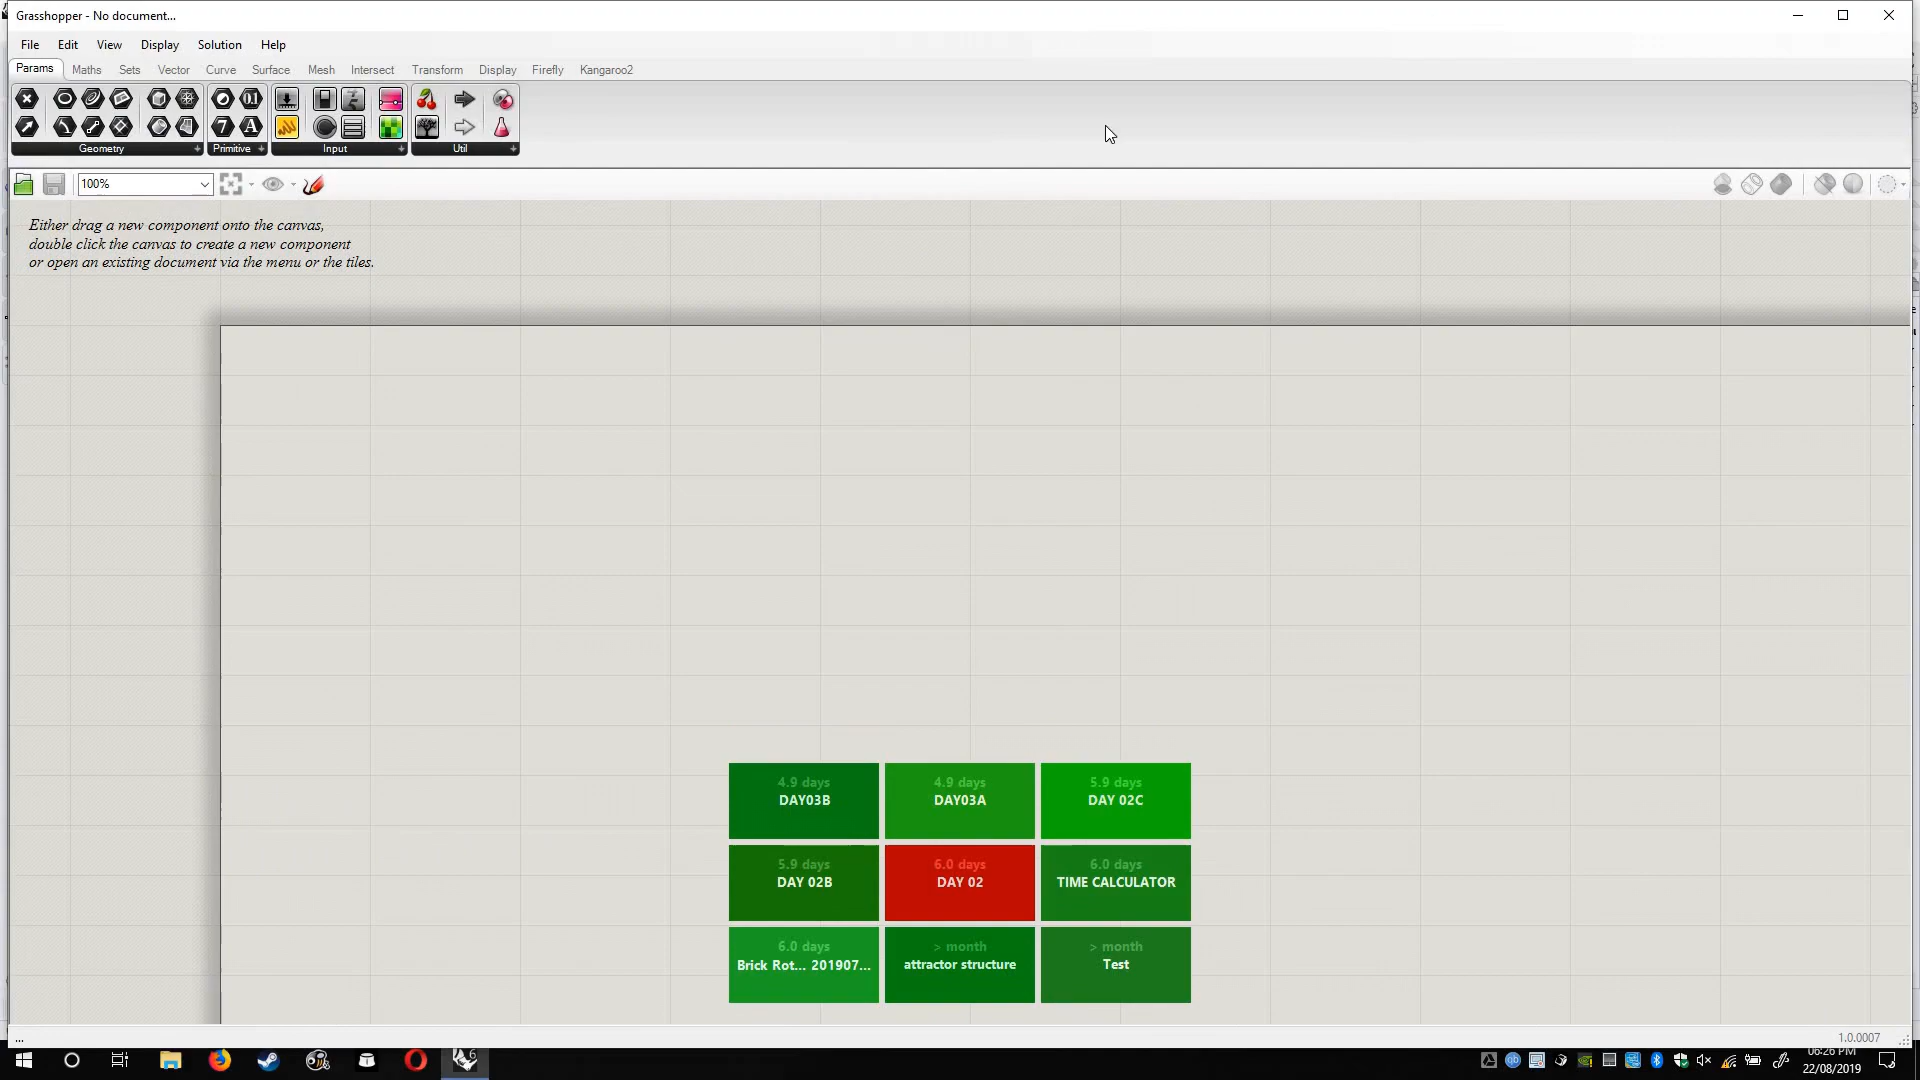 Grasshopper - No document...
File Edit View Display Solution Help
Params Maths Sets Vector Curve Surface Mesh Intersect Transform Display Firefly Kangaroo2
Geometry + Primitive + Input + Util +
100%
Either drag a new component onto the canvas,
double click the canvas to create a new component
or open an existing document via the menu or the tiles.
4.9 days 4.9 days 5.9 days
DAY03B DAY03A DAY 02C
5.9 days 6.0 days 6.0 days
DAY 02B DAY 02 TIME CALCULATOR
6.0 days > month > month
Brick Rot... 201907... attractor structure Test
... 1.0.0007
06:26 PM
22/08/2019